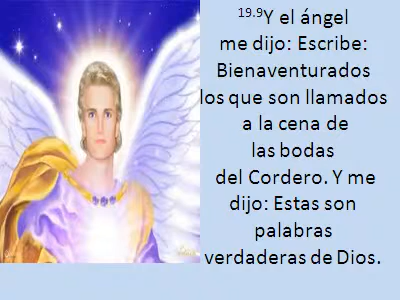 19.9Y el ángel
me dijo: Escribe:
Bienaventurados
los que son llamados
a la cena de
las bodas
del Cordero. Y me
dijo: Estas son
palabras
verdaderas de Dios.